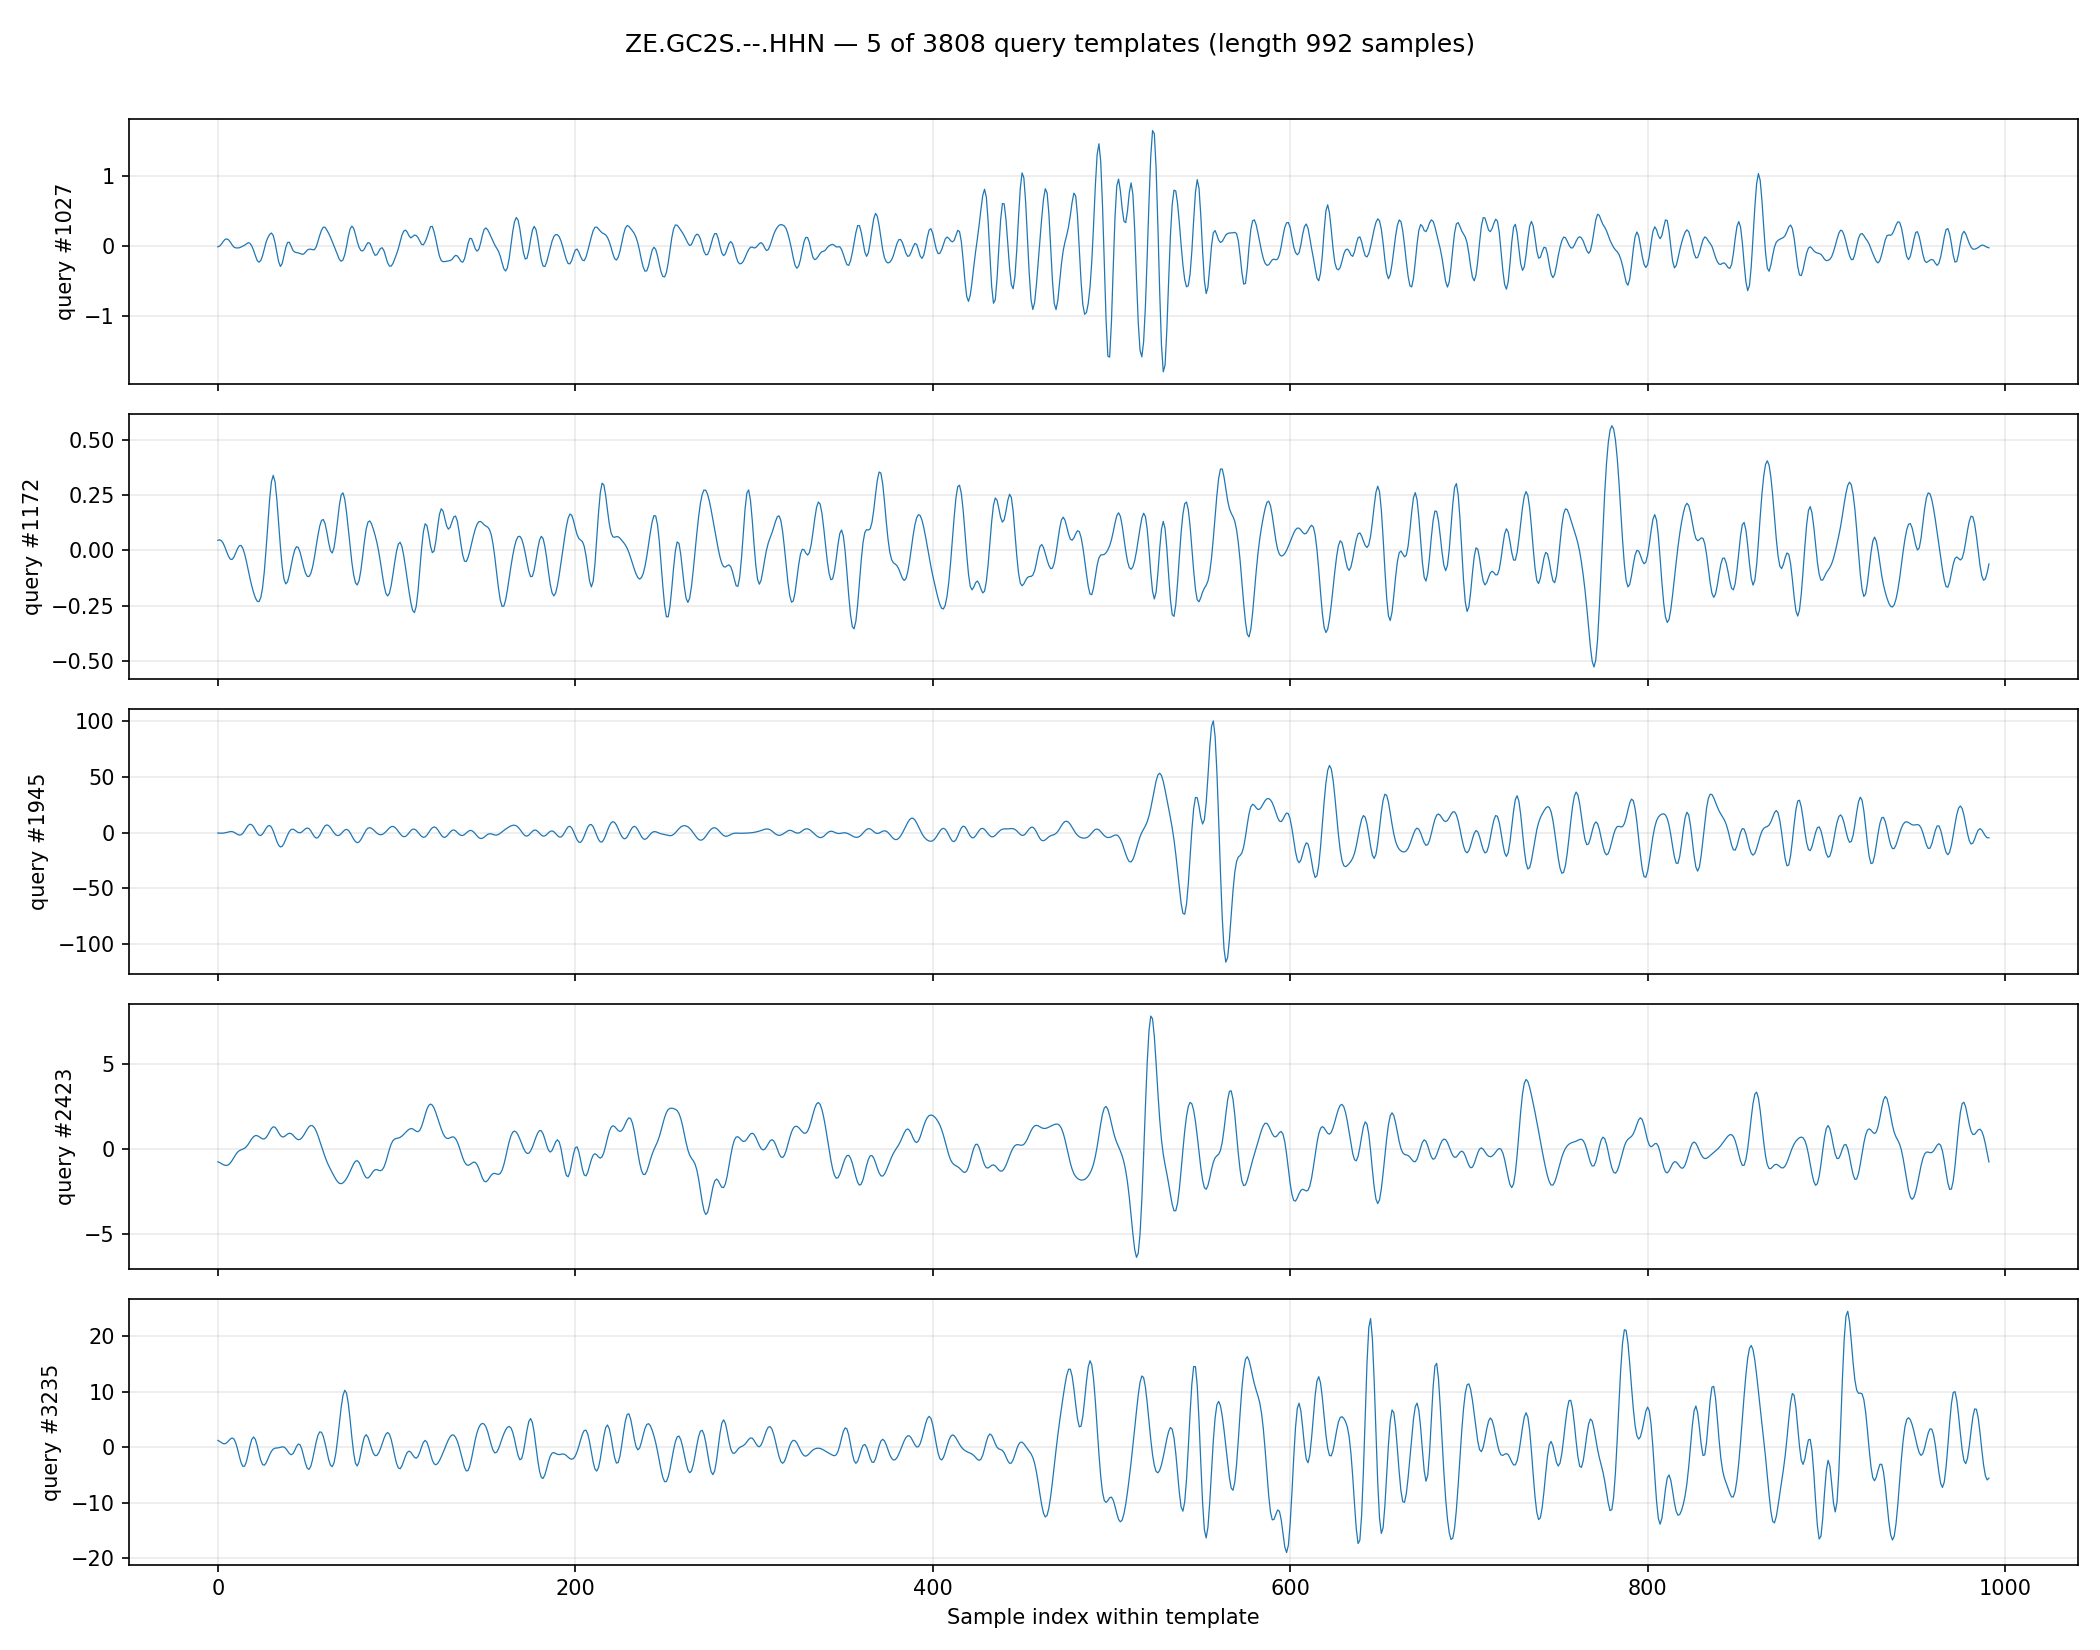 ZE.GC2S.--.HHN — 5 of 3808 query templates (length 992 samples)
query #1027
1
0
−1
query #1172
0.50
0.25
0.00
−0.25
−0.50
query #1945
100
50
0
−50
−100
query #2423
5
0
−5
query #3235
20
10
0
−10
−20
0 200 400 600 800 1000
Sample index within template